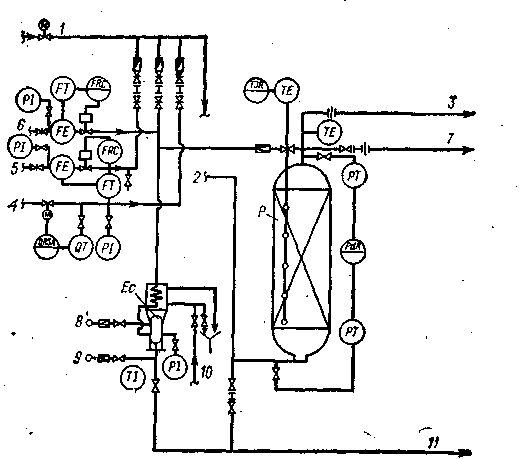 M
1
PI
FT
FRC
TJR
TE
3
6
FE
TE
7
PI
FRC
5
FE
PT
FT
2
4
P
M
QRSA
QT
PI
PdR
Ec
8
PT
9
TI
PI
10
11